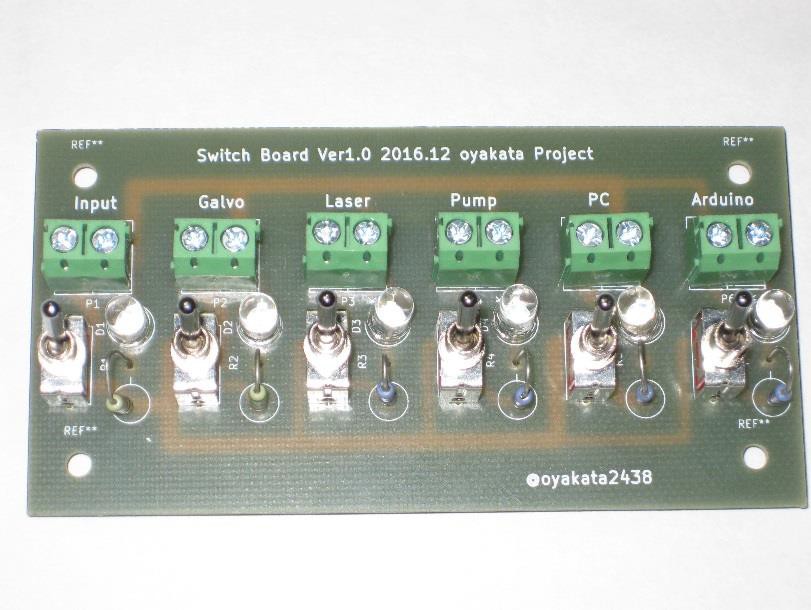 REF** REF**
Switch Board Ver1.0 2016.12 oyakata Project
Input Galvo Laser Pump PC Arduino
P1 P2 P3
D1 D2 D3
R2 R3 R4
REF** REF**
@oyakata2438